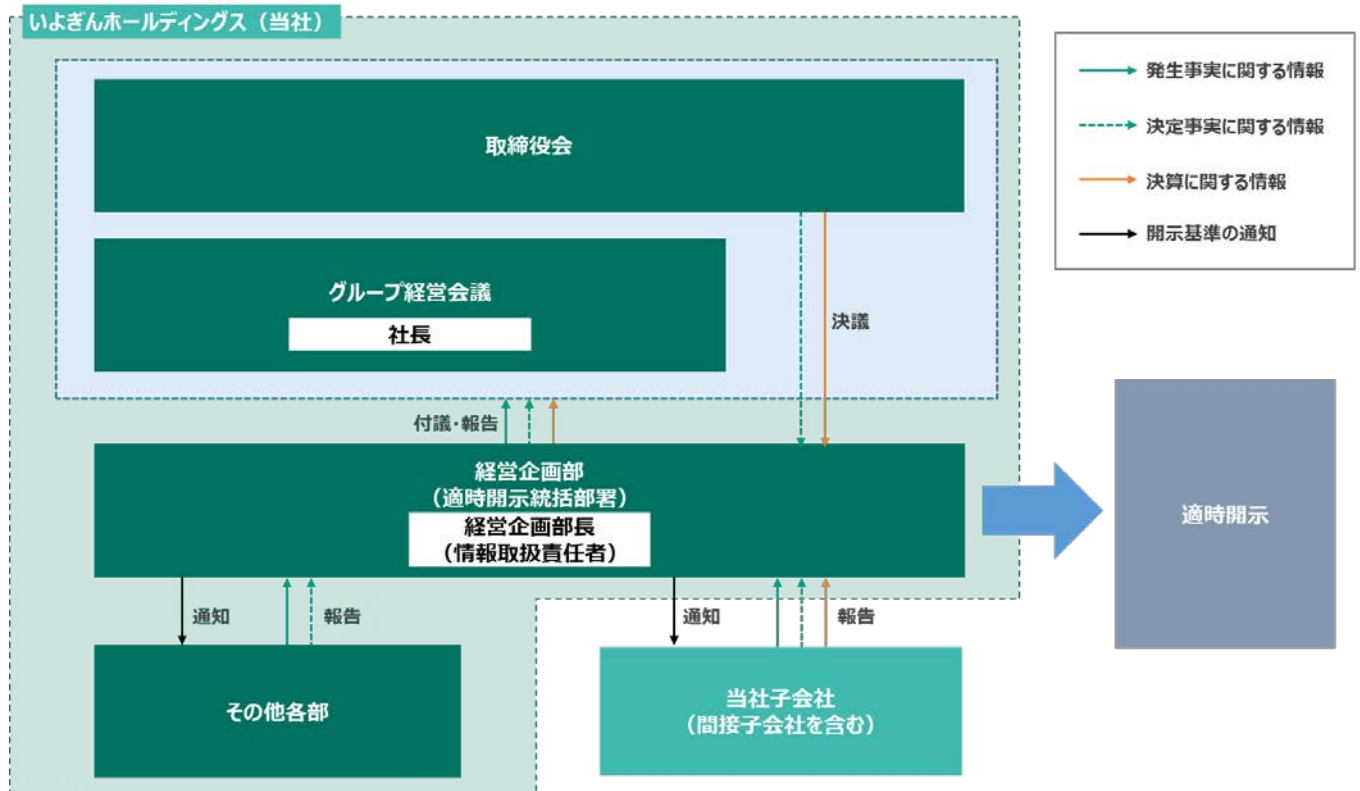 いよぎんホールディングス（当社）
取締役会
グループ経営会議
社長
決議
付議・報告
経営企画部
（適時開示統括部署）
経営企画部長
（情報取扱責任者）
通知
報告
通知
報告
その他各部
当社子会社
（間接子会社を含む）
発生事実に関する情報
決定事実に関する情報
決算に関する情報
開示基準の通知
適時開示